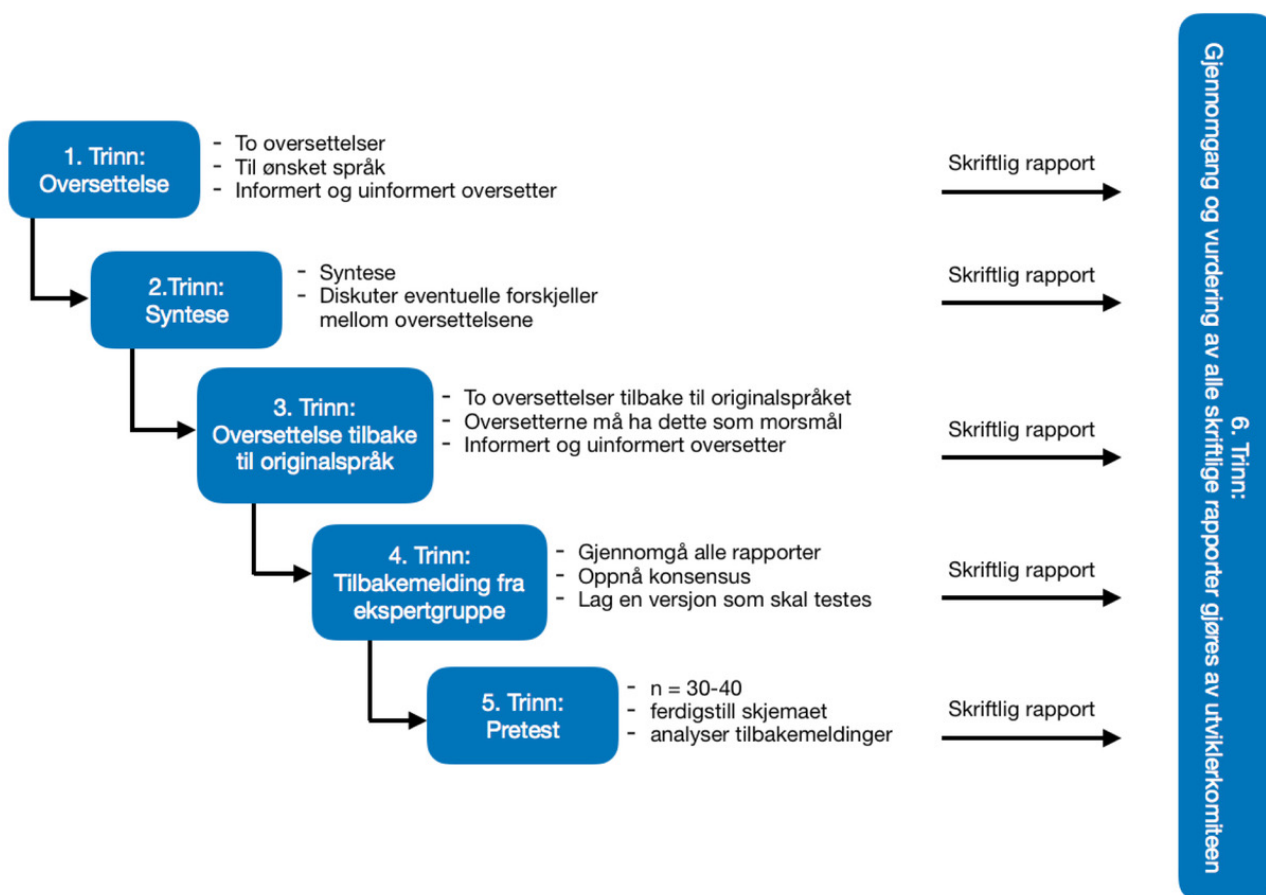 1. Trinn:
Oversettelse
- To oversettelser
- Til ønsket språk
- Informert og uinformert oversetter
Skriftlig rapport
2.Trinn:
Syntese
- Syntese
- Diskuter eventuelle forskjeller
mellom oversettelsene
Skriftlig rapport
3. Trinn:
Oversettelse tilbake
til originalspråk
- To oversettelser tilbake til originalspråket
- Oversetterne må ha dette som morsmål
- Informert og uinformert oversetter
Skriftlig rapport
4. Trinn:
Tilbakemelding fra
ekspertgruppe
- Gjennomgå alle rapporter
- Oppnå konsensus
- Lag en versjon som skal testes
Skriftlig rapport
5. Trinn:
Pretest
- n = 30-40
- ferdigstill skjemaet
- analyser tilbakemeldinger
Skriftlig rapport
6. Trinn:
Gjennomgang og vurdering av alle skriftlige rapporter gjøres av utviklerkomiteen